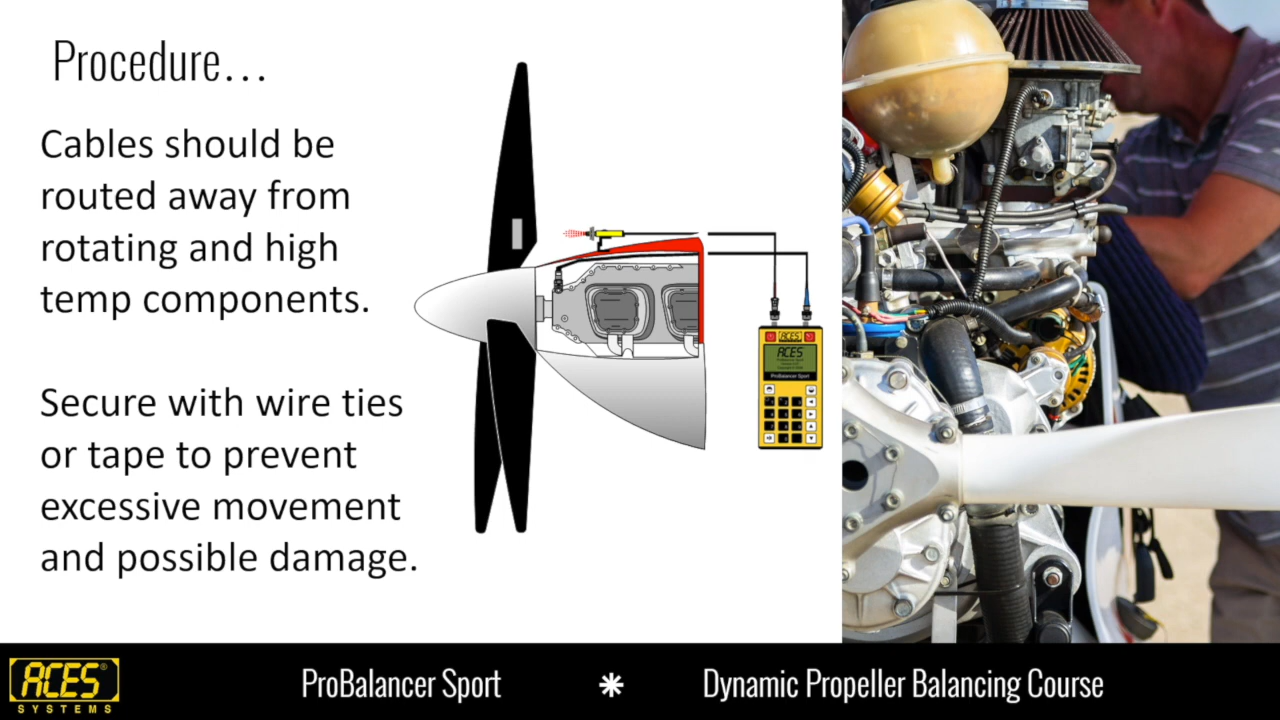 Procedure...
Cables should be
routed away from
rotating and high
temp components.
Secure with wire ties
or tape to prevent
excessive movement
and possible damage.
ACES
ACES
ProBalancer Sport
ACES®
SYSTEMS
ProBalancer Sport
Dynamic Propeller Balancing Course